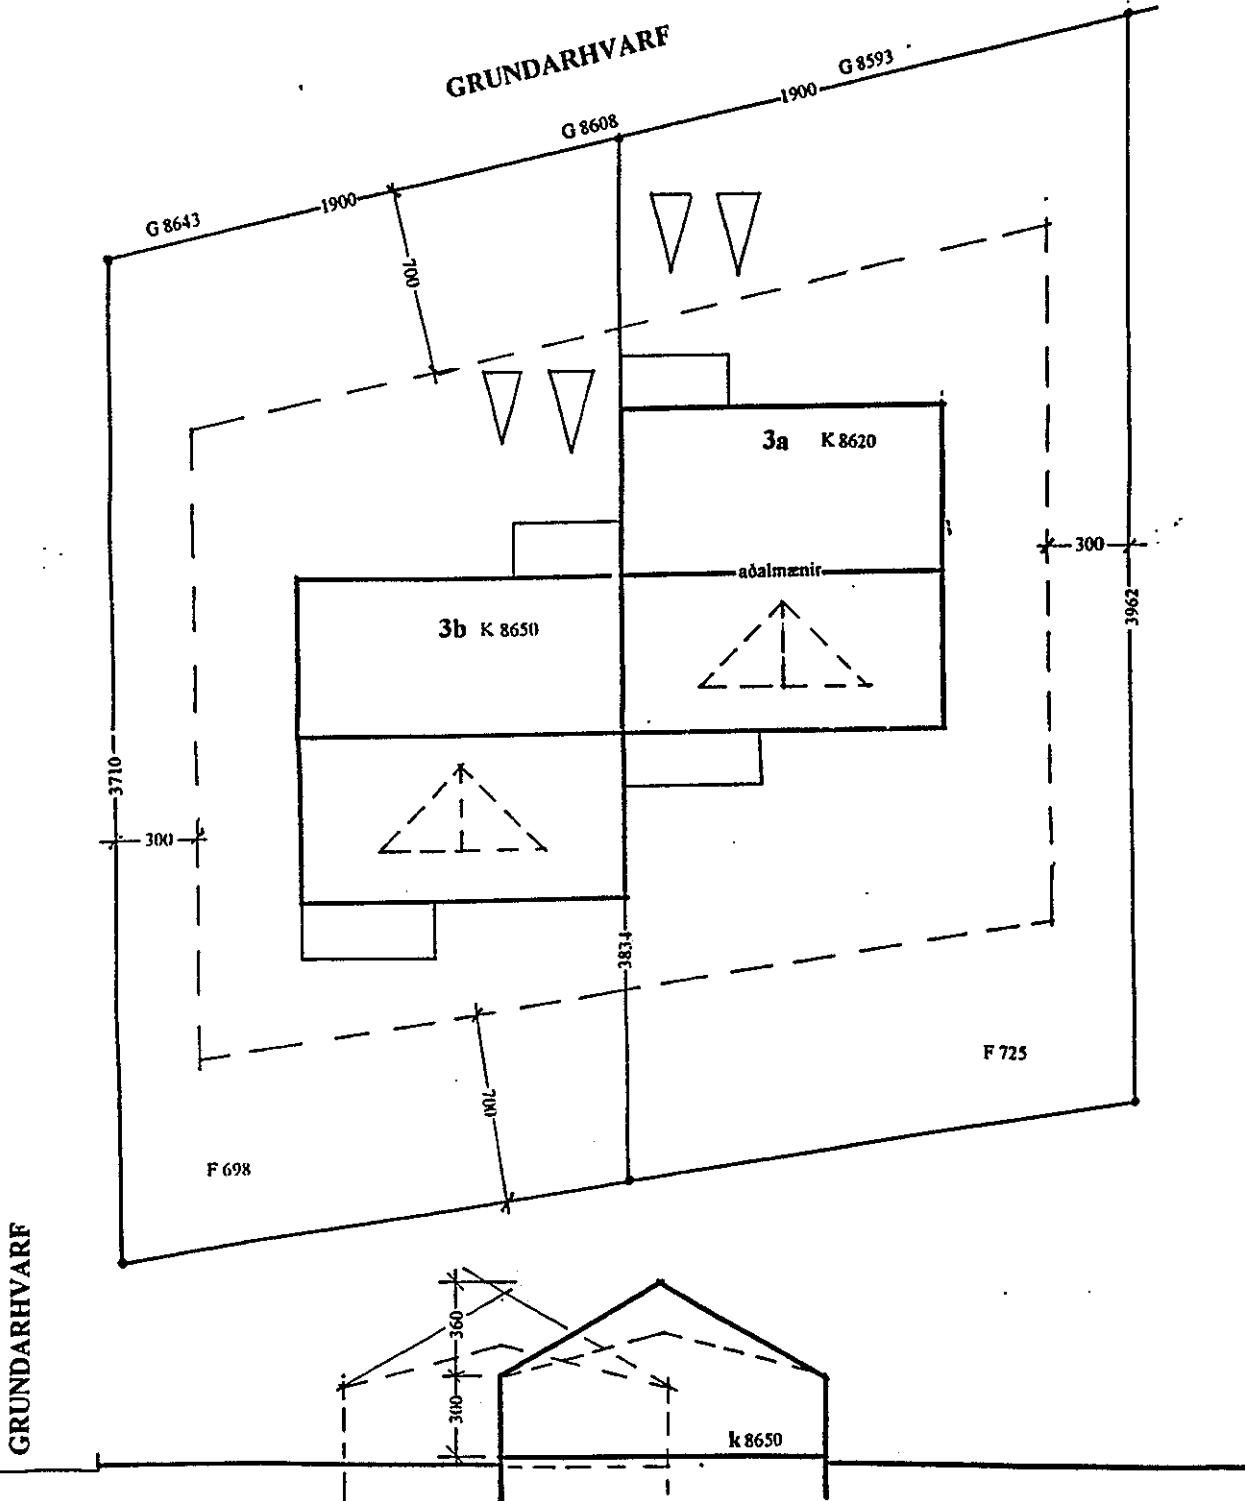 GRUNDARHVARF
G 8593
1900
G 8608
1900
G 8643
700
3a K 8620
300
aðalmænir
3962
3b K 8650
3710
300
3834
F 725
700
F 698
GRUNDARHVARF
360
300
k 8650